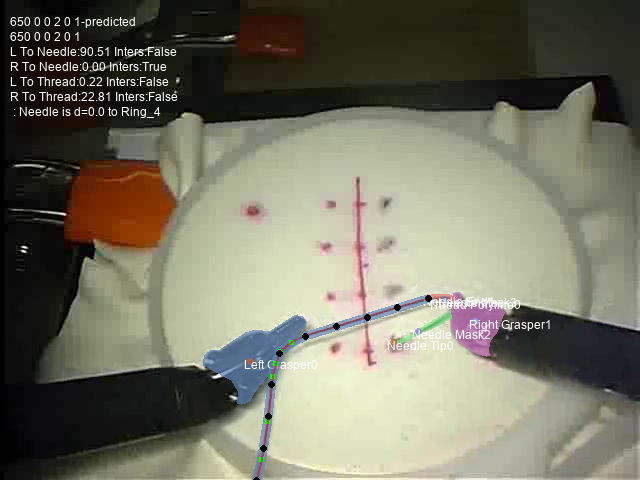 650 0 0 2 0 1-predicted
650 0 0 2 0 1
L To Needle:90.51 Inters:False
R To Needle:0.00 Inters:True
L To Thread:0.22 Inters:False
R To Thread:22.81 Inters:False
: Needle is d=0.0 to Ring_4
Right Grasper1
Needle Mask2
Needle Tip0
Left Grasper0